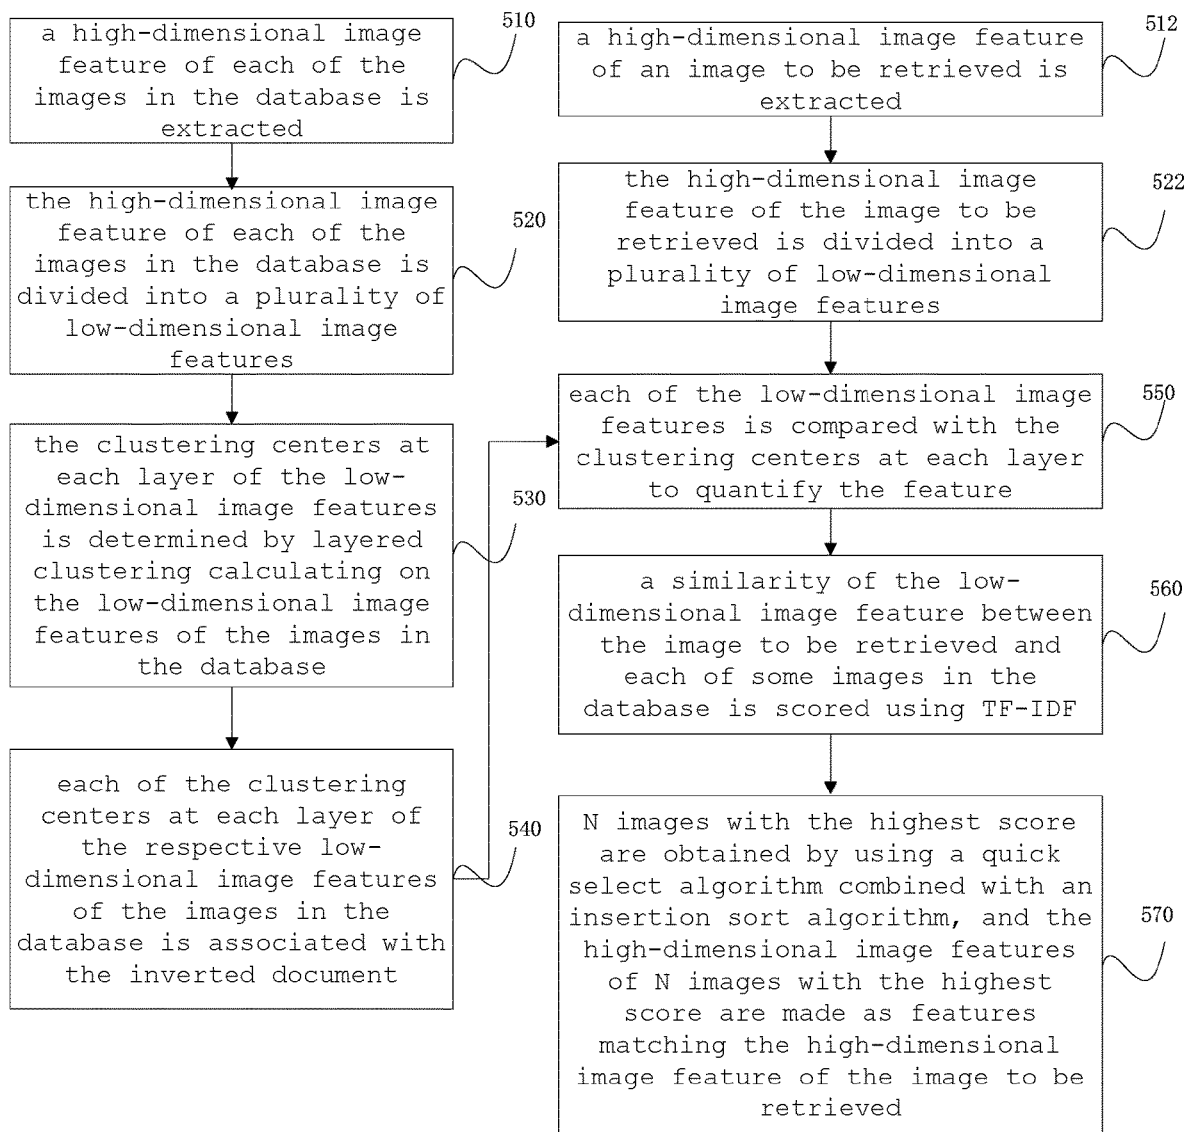 a high-dimensional image
feature of each of the
images in the database is
extracted
510
the high-dimensional image
feature of each of the
images in the database is
divided into a plurality of
low-dimensional image
features
520
the clustering centers at
each layer of the low-
dimensional image features
is determined by layered
clustering calculating on
the low-dimensional image
features of the images in
the database
530
each of the clustering
centers at each layer of
the respective low-
dimensional image features
of the images in the
database is associated with
the inverted document
540
a high-dimensional image feature
of an image to be retrieved is
extracted
512
the high-dimensional image
feature of the image to be
retrieved is divided into a
plurality of low-dimensional
image features
522
each of the low-dimensional image
features is compared with the
clustering centers at each layer
to quantify the feature
550
a similarity of the low-
dimensional image feature between
the image to be retrieved and
each of some images in the
database is scored using TF-IDF
560
N images with the highest score
are obtained by using a quick
select algorithm combined with an
insertion sort algorithm, and the
high-dimensional image features
of N images with the highest
score are made as features
matching the high-dimensional
image feature of the image to be
retrieved
570